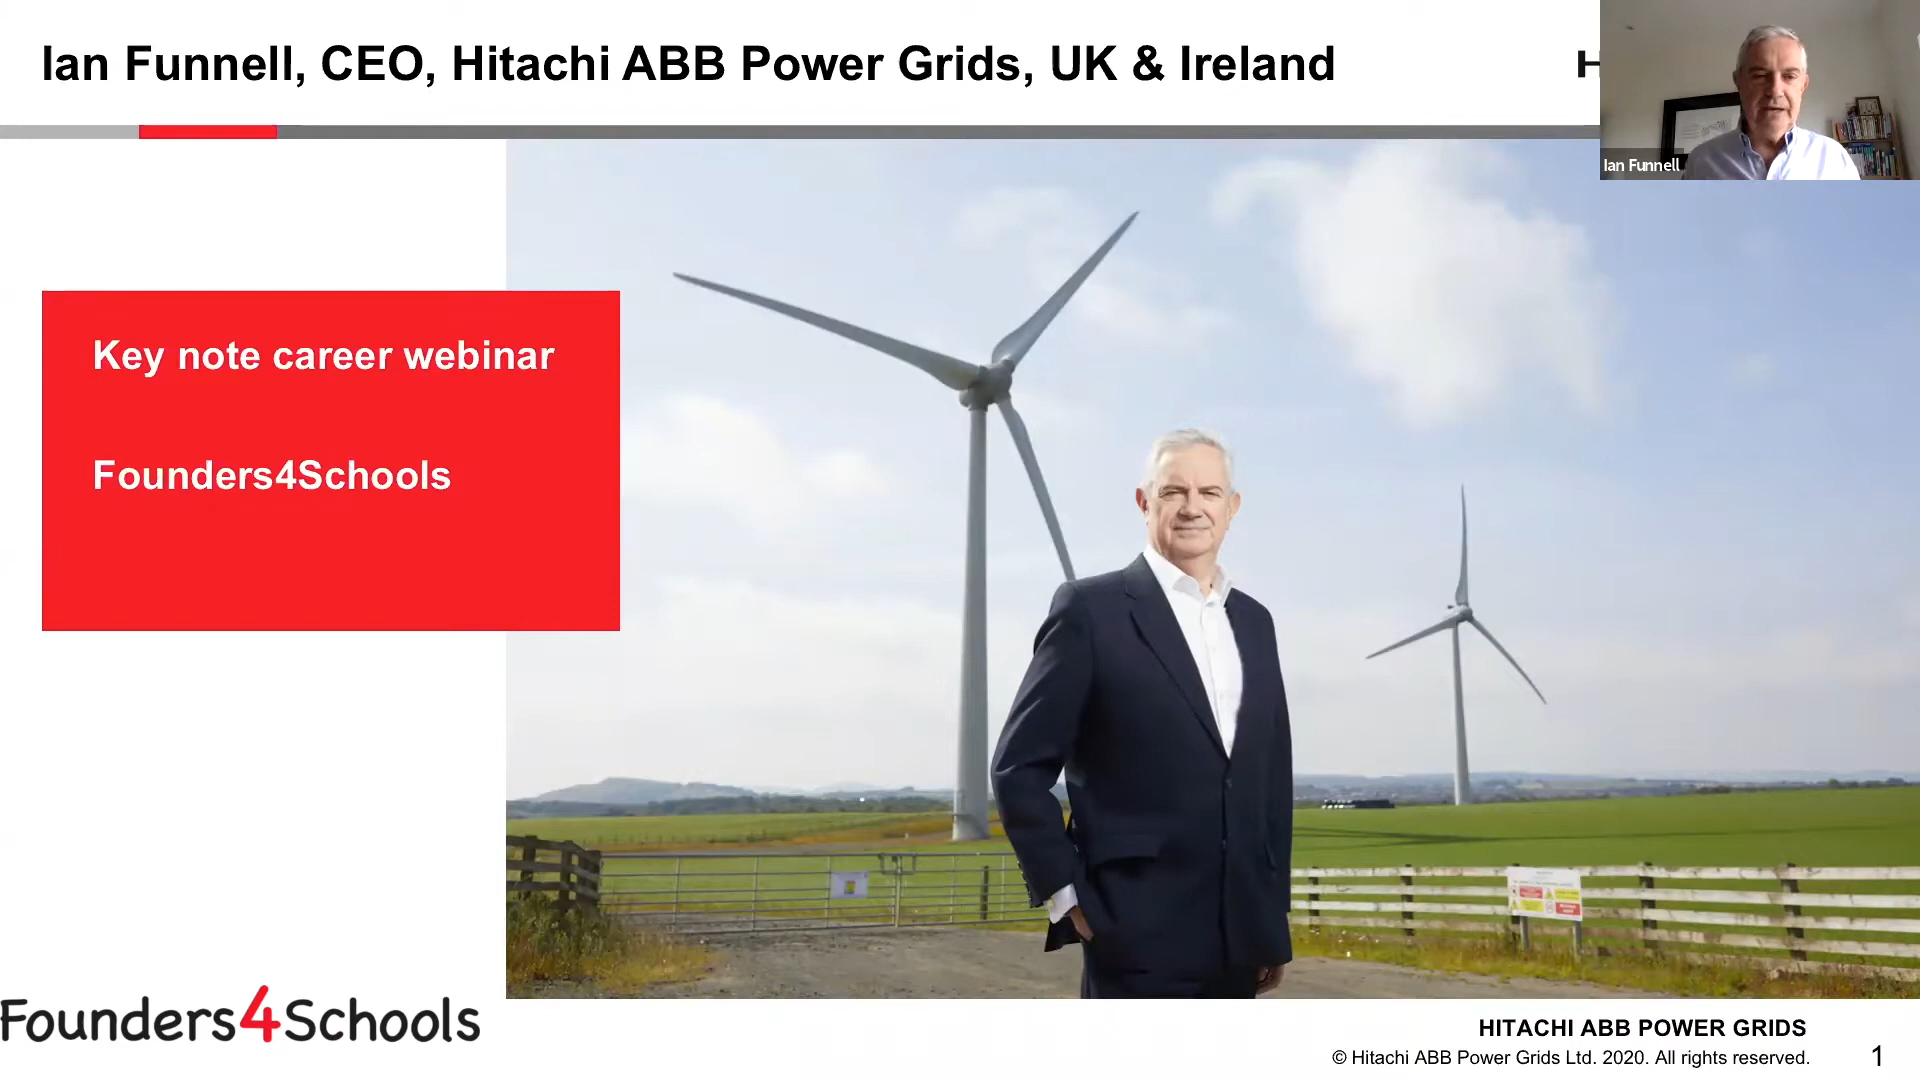 Ian Funnell, CEO, Hitachi ABB Power Grids, UK & Ireland
H
Ian Funnell
Key note career webinar
Founders4Schools
Founders4Schools
HITACHI ABB POWER GRIDS
© Hitachi ABB Power Grids Ltd. 2020. All rights reserved.
1